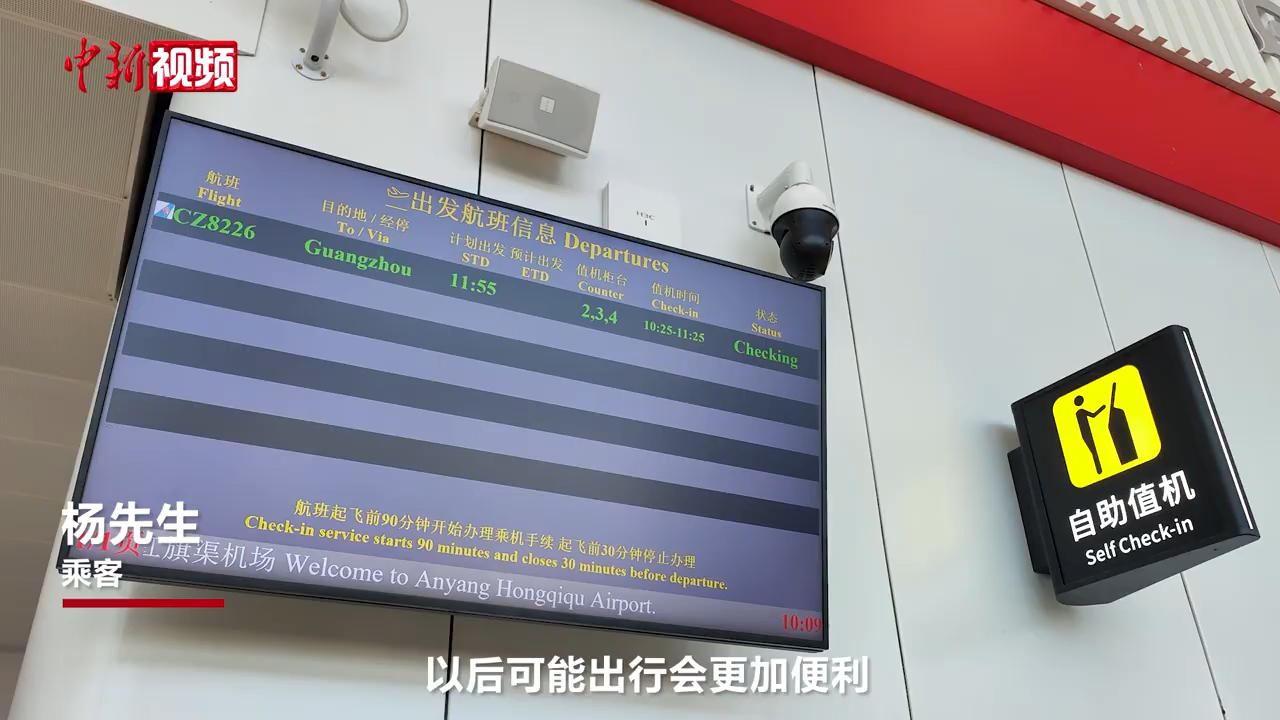 中新视频
H3C
出发航班信息 Departures
航班 目的地 / 经停 计划出发 预计出发 值机柜台 值机时间 状态
Flight To / Via STD ETD Counter Check-in Status
CZ8226 Guangzhou 11:55 2,3,4 10:25-11:25 Checking
航班起飞前90分钟开始办理乘机手续 起飞前30分钟停止办理
Check-in service starts 90 minutes and closes 30 minutes before departure.
旗渠机场 Welcome to Anyang Hongqiqu Airport.
10:09
自助值机
Self Check-in
杨先生
乘客
以后可能出行会更加便利